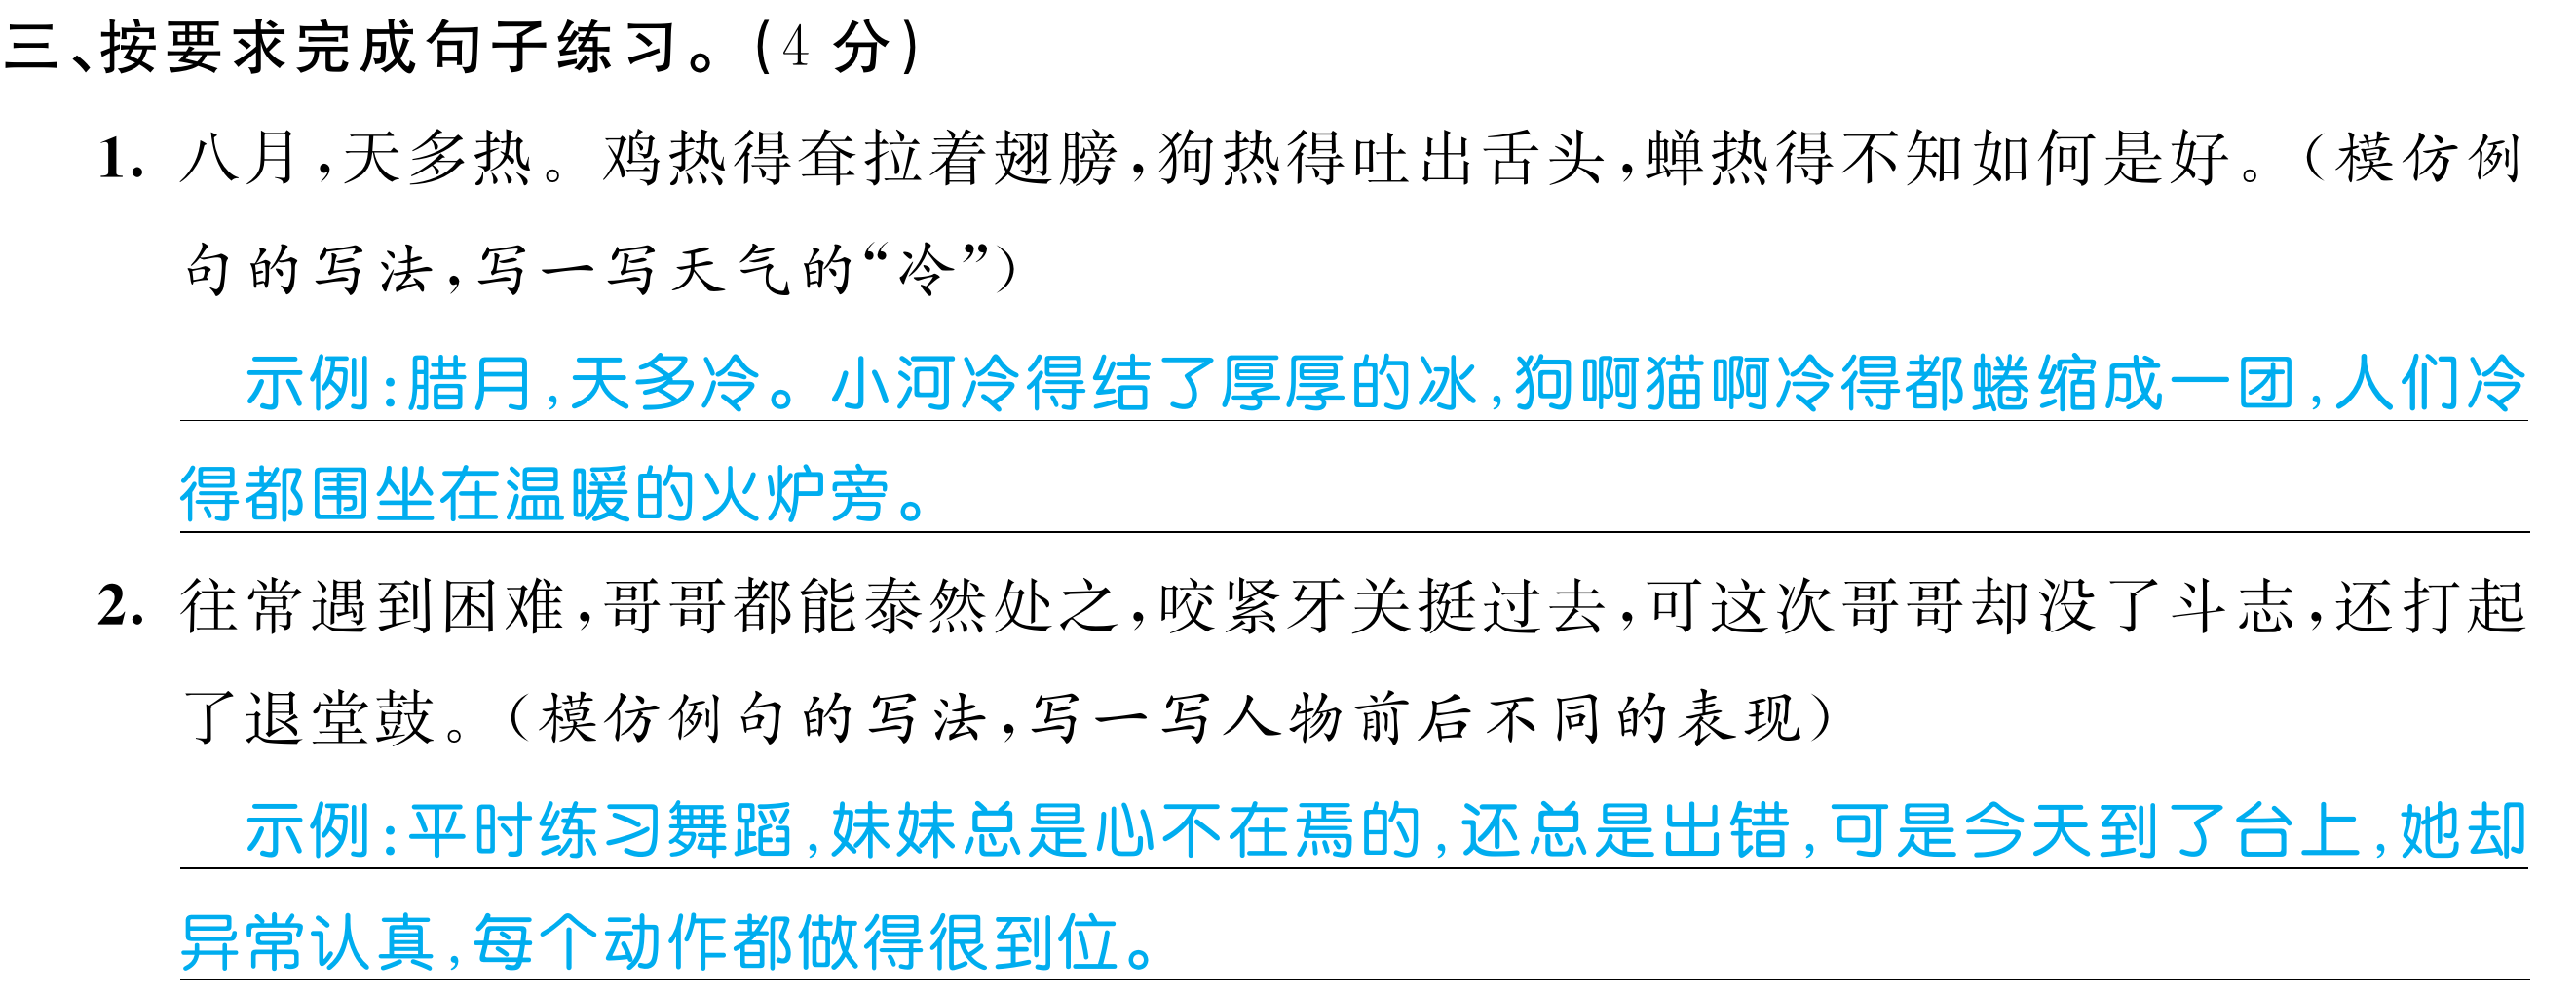 三、按要求完成句子练习。(4 分)
1. 八月,天多热。鸡热得耷拉着翅膀,狗热得吐出舌头,蝉热得不知如何是好。(模仿例
句的写法,写一写天气的“冷”)
示例:腊月,天多冷。小河冷得结了厚厚的冰,狗啊猫啊冷得都蜷缩成一团,人们冷
得都围坐在温暖的火炉旁。
2. 往常遇到困难,哥哥都能泰然处之,咬紧牙关挺过去,可这次哥哥却没了斗志,还打起
了退堂鼓。(模仿例句的写法,写一写人物前后不同的表现)
示例:平时练习舞蹈,妹妹总是心不在焉的,还总是出错,可是今天到了台上,她却
异常认真,每个动作都做得很到位。